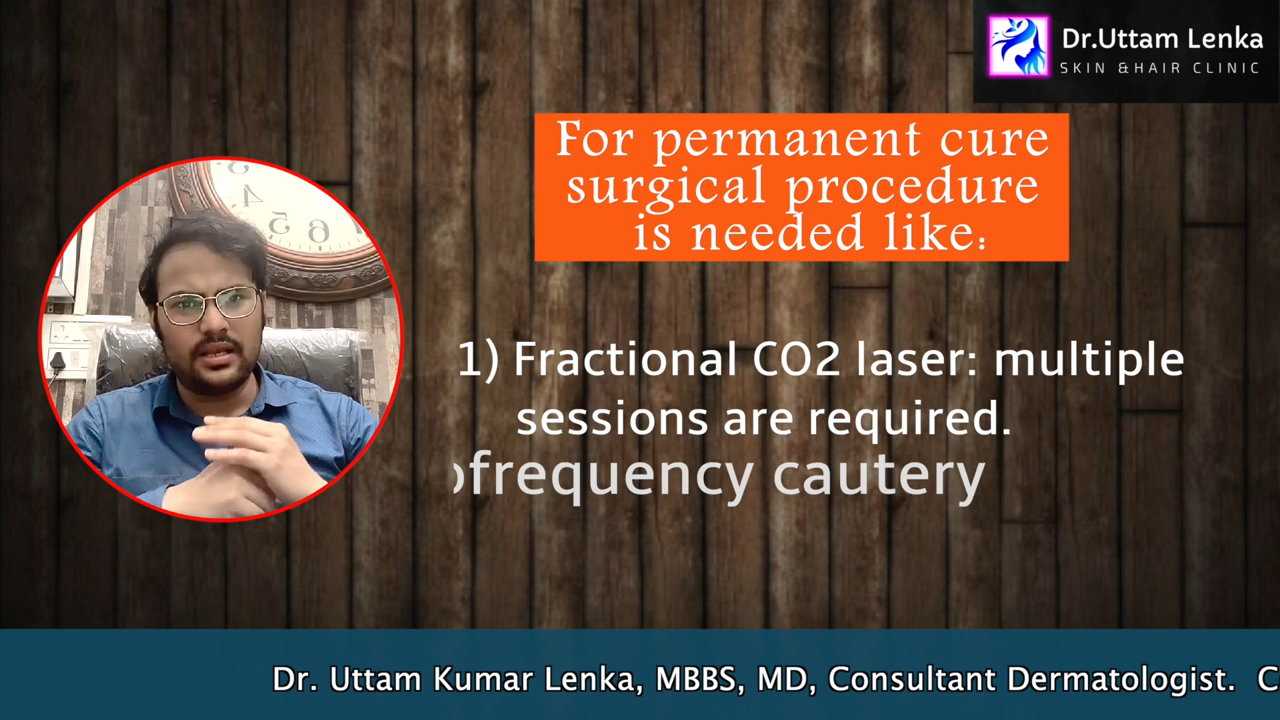 Dr.Uttam Lenka
SKIN &HAIR CLINIC
For permanent cure
surgical procedure
is needed like:
1) Fractional CO2 laser: multiple
sessions are required.
ofrequency cautery
Dr. Uttam Kumar Lenka, MBBS, MD, Consultant Dermatologist.